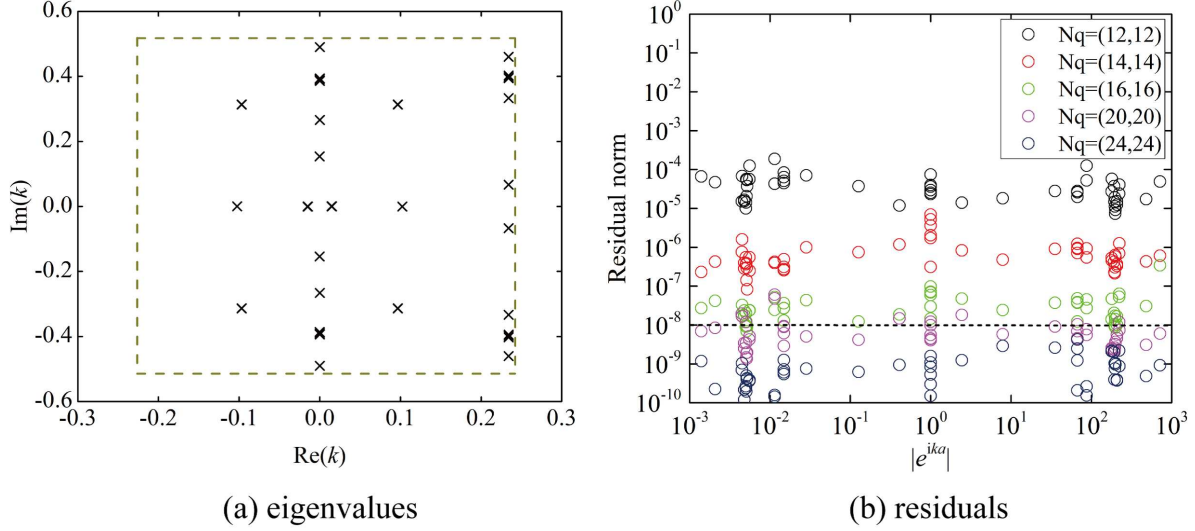 0.6
0.4
0.2
0.0
-0.2
-0.4
-0.6
Im(k)
-0.3 -0.2 -0.1 0.0 0.1 0.2 0.3
Re(k)
(a) eigenvalues
10^0
10^-1
10^-2
10^-3
10^-4
10^-5
10^-6
10^-7
10^-8
10^-9
10^-10
Residual norm
Nq=(12,12)
Nq=(14,14)
Nq=(16,16)
Nq=(20,20)
Nq=(24,24)
10^-3 10^-2 10^-1 10^0 10^1 10^2 10^3
|e^ika|
(b) residuals